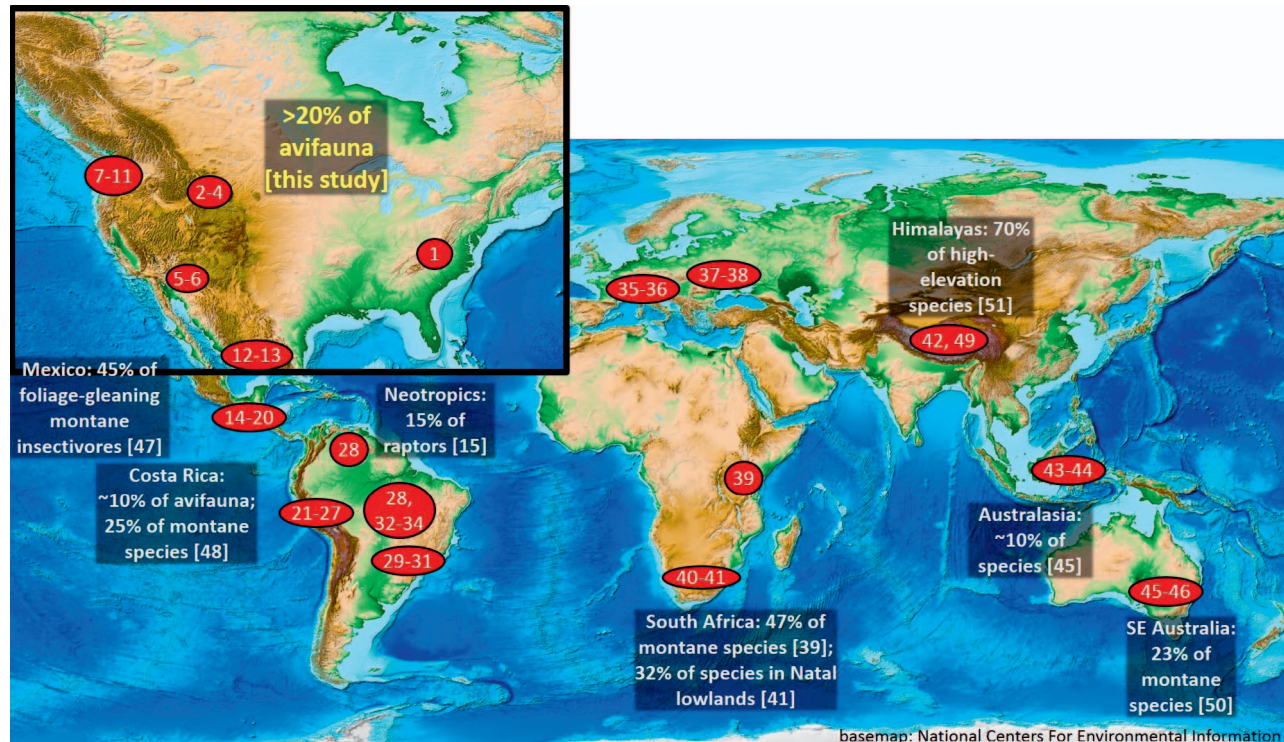 >20% of
avifauna
[this study]
7-11
2-4
1
5-6
12-13
Mexico: 45% of
foliage-gleaning
montane
insectivores [47]
14-20
Neotropics:
15% of
raptors [15]
28
Costa Rica:
~10% of avifauna;
25% of montane
species [48]
21-27
28,
32-34
29-31
35-36
37-38
Himalayas: 70%
of high-
elevation
species [51]
42, 49
39
43-44
Australasia:
~10% of
species [45]
40-41
45-46
South Africa: 47% of
montane species [39];
32% of species in Natal
lowlands [41]
SE Australia:
23% of
montane
species [50]
basemap: National Centers For Environmental Information